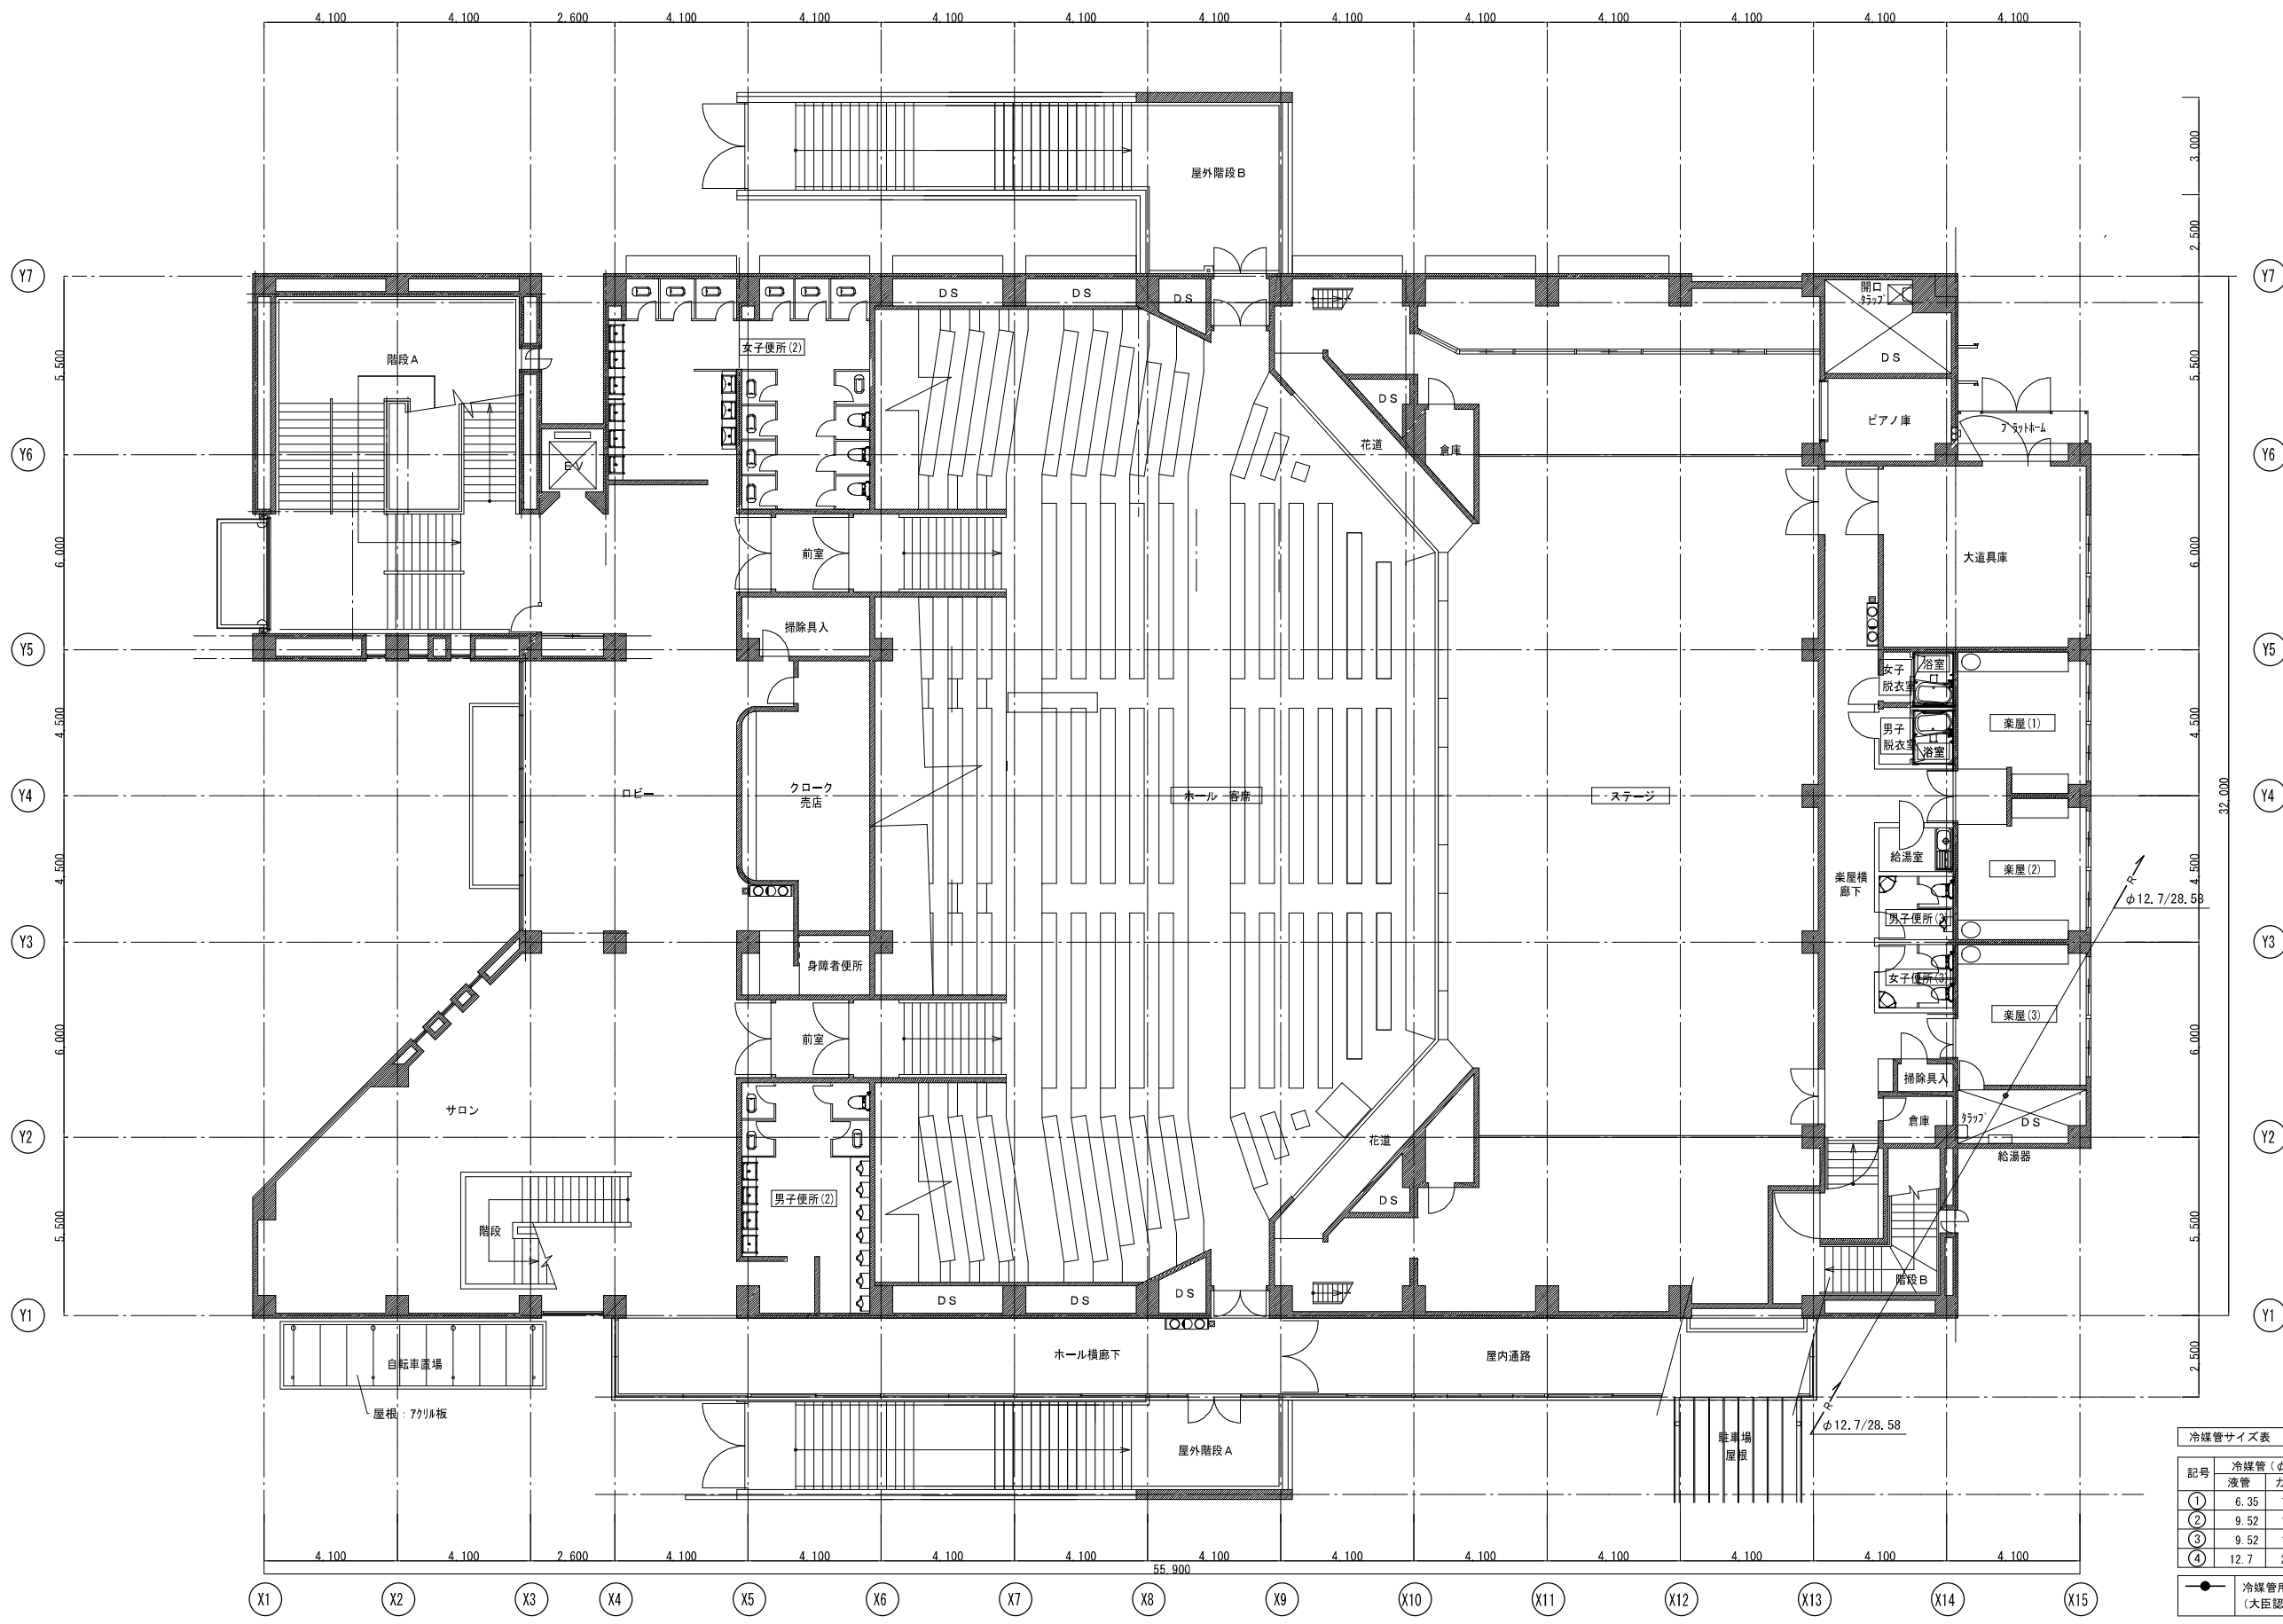 4,100 4,100 2,600 4,100 4,100 4,100 4,100 4,100 4,100 4,100 4,100 4,100 4,100 4,100
3,000
屋外階段B
2,500
Y7
Y7
開口
ﾀﾗｯﾌﾟ
DS
DS
DS
女子便所(2)
階段A
5,500
5,500
DS
DS
ピアノ庫
ﾌﾟﾗｯﾄﾎｰﾑ
花道
倉庫
Y6
Y6
EV
6,000
前室
大道具庫
6,000
掃除具入
Y5
Y5
女子
脱衣室
浴室
4,500
楽屋(1)
4,500
男子
脱衣室
浴室
ロビー
クローク
売店
ホール 客席
ステージ
Y4
Y4
32,000
給湯室
4,500
楽屋横
廊下
楽屋(2)
4,500
R
φ12.7/28.58
男子便所(3)
Y3
Y3
身障者便所
女子便所(3)
6,000
前室
楽屋(3)
6,000
掃除具入
サロン
倉庫
ﾀﾗｯﾌﾟ
DS
Y2
花道
Y2
給湯器
男子便所(2)
DS
階段
5,500
5,500
階段B
DS
DS
DS
Y1
Y1
自転車置場
ホール横廊下
屋内通路
2,500
屋根：ｱｸﾘﾙ板
R
φ12.7/28.58
屋外階段A
駐車場
屋根
冷媒管サイズ表
記号 冷媒管(φ
液管
1 6.35
2 9.52
3 9.52
4 12.7
冷媒管用
(大臣認
4,100 4,100 2,600 4,100 4,100 4,100 4,100 4,100 4,100 4,100 4,100 4,100 4,100 4,100
55,900
X1 X2 X3 X4 X5 X6 X7 X8 X9 X10 X11 X12 X13 X14 X15